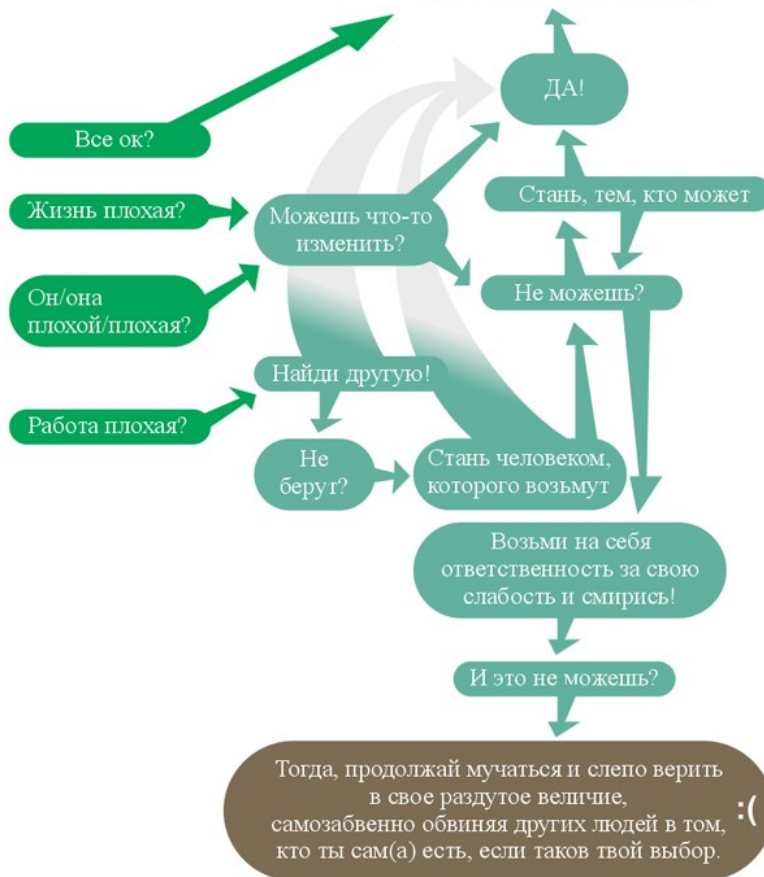 ДА!
Все ок?
Стань, тем, кто может
Жизнь плохая?
Можешь что-то
изменить?
Не можешь?
Он/она
плохой/плохая?
Найди другую!
Работа плохая?
Не
берут?
Стань человеком,
которого возьмут
Возьми на себя
ответственность за свою
слабость и смирись!
И это не можешь?
Тогда, продолжай мучаться и слепо верить
в свое раздутое величие,
самозабвенно обвиняя других людей в том,
кто ты сам(а) есть, если таков твой выбор.
:(